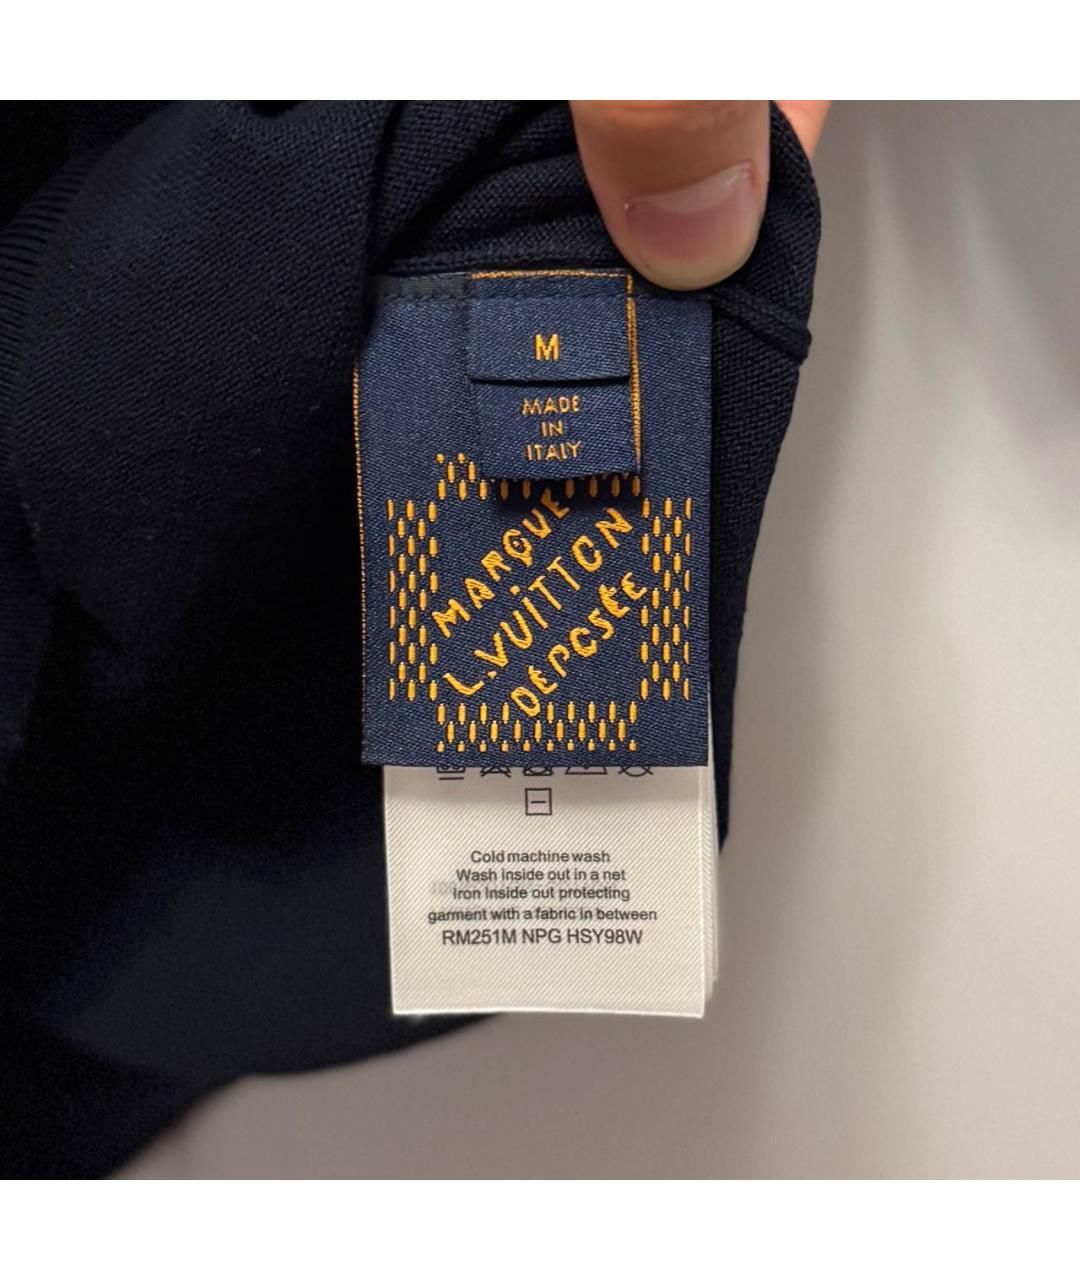 M
MADE
IN
ITALY
MARQUE
L.VUITTON
DÉPOSÉE
Cold machine wash
Wash inside out in a net
Iron Inside out protecting
garment with a fabric in between
RM251M NPG HSY98W